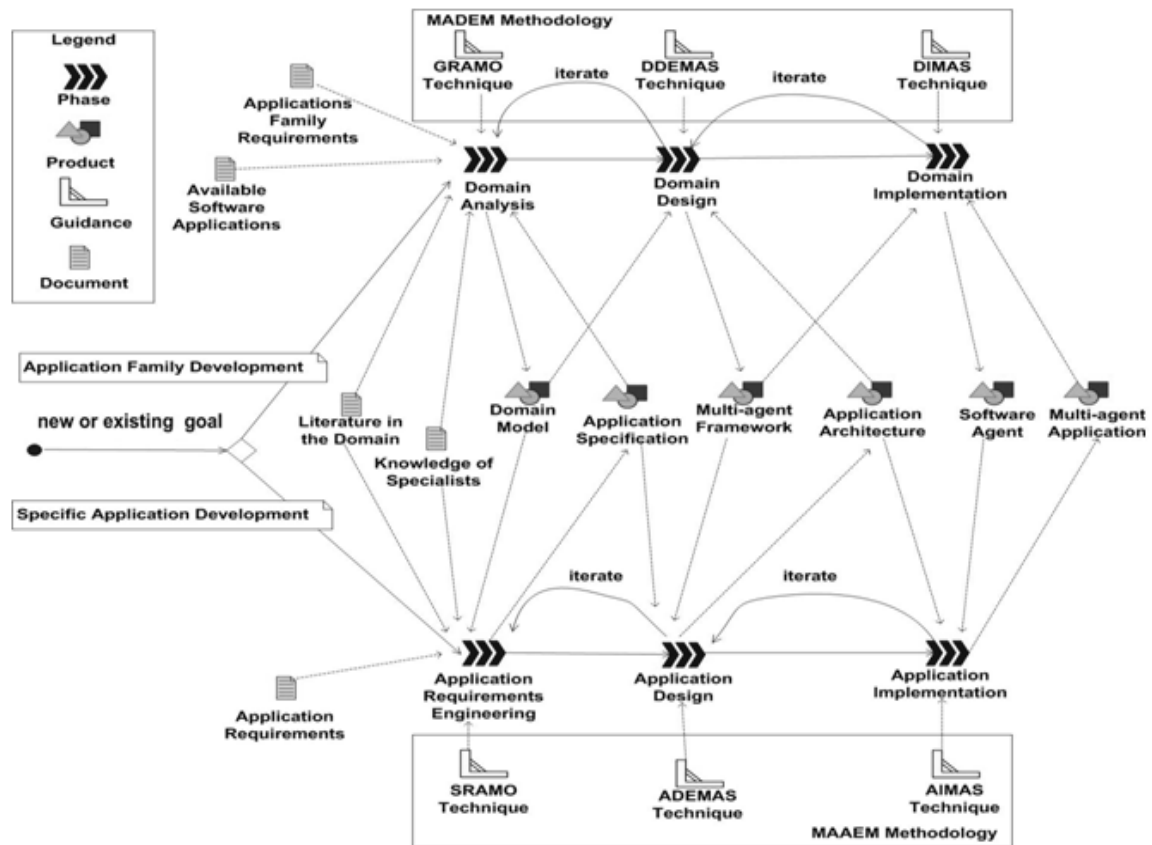 MADEM Methodology
Legend
Phase
Product
Guidance
Document
GRAMO
Technique
iterate
DDEMAS
Technique
iterate
DIMAS
Technique
Applications
Family
Requirements
Available
Software
Applications
Domain
Analysis
Domain
Design
Domain
Implementation
Application Family Development
new or existing goal
Specific Application Development
Literature in
the Domain
Knowledge of
Specialists
Domain
Model
Application
Specification
Multi-agent
Framework
Application
Architecture
Software
Agent
Multi-agent
Application
iterate
iterate
Application
Requirements
Application
Requirements
Engineering
Application
Design
Application
Implementation
SRAMO
Technique
ADEMAS
Technique
AIMAS
Technique
MAAEM Methodology